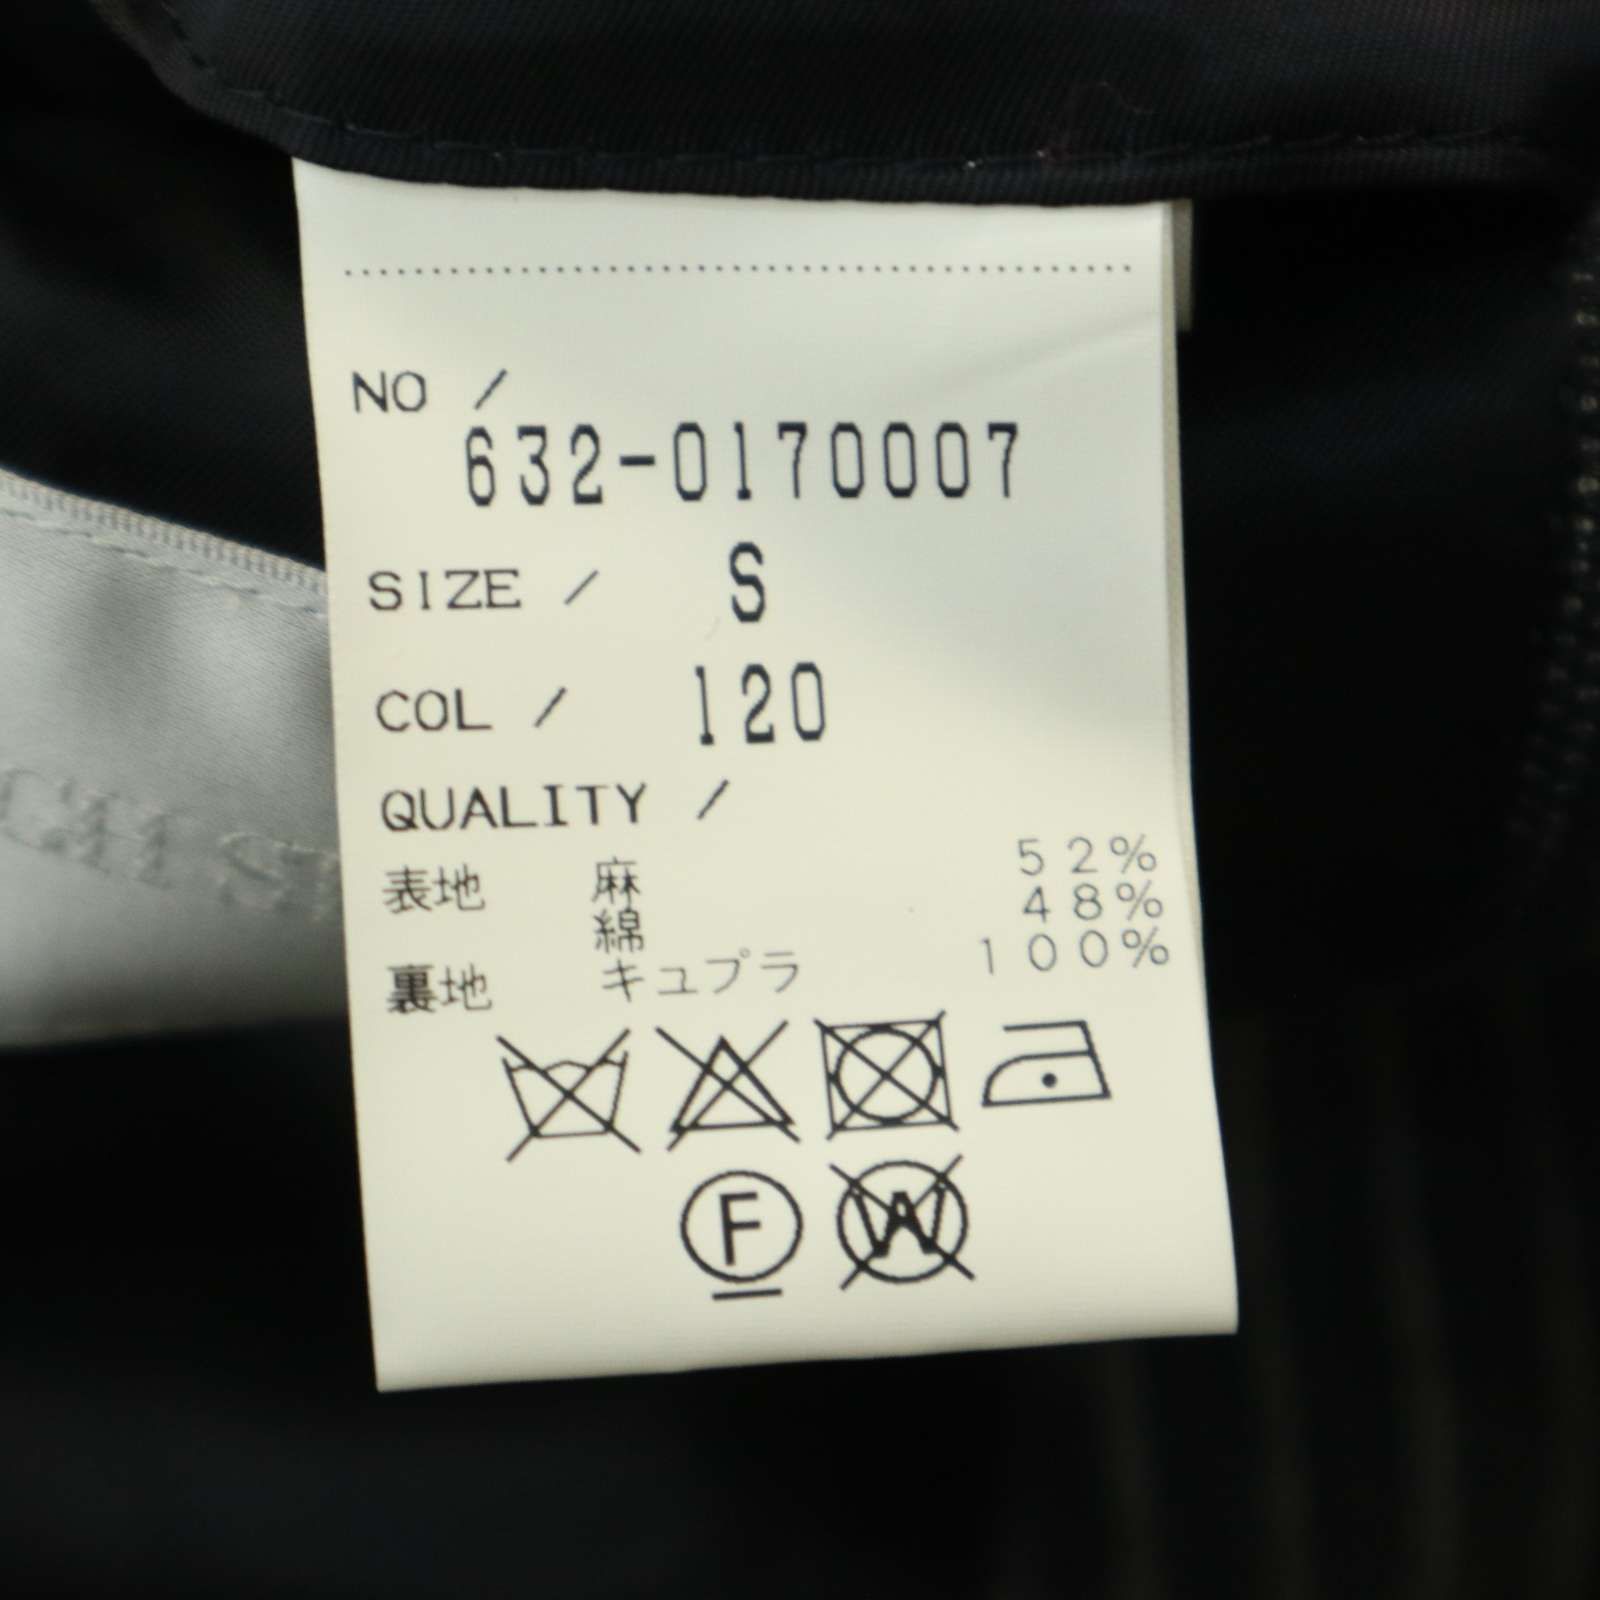 NO /
632-0170007
SIZE / S
COL / 120
QUALITY /
表地 麻 52%
綿 48%
裏地 キュプラ 100%
F
W